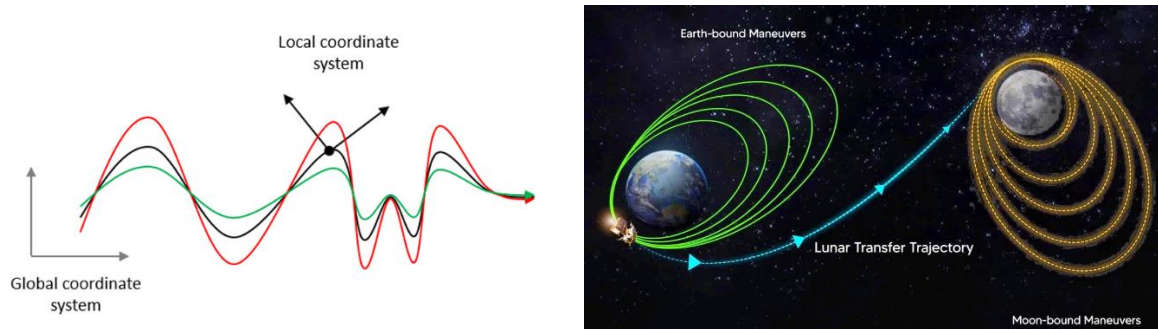 Local coordinate
system
Global coordinate
system
Earth-bound Maneuvers
Lunar Transfer Trajectory
Moon-bound Maneuvers